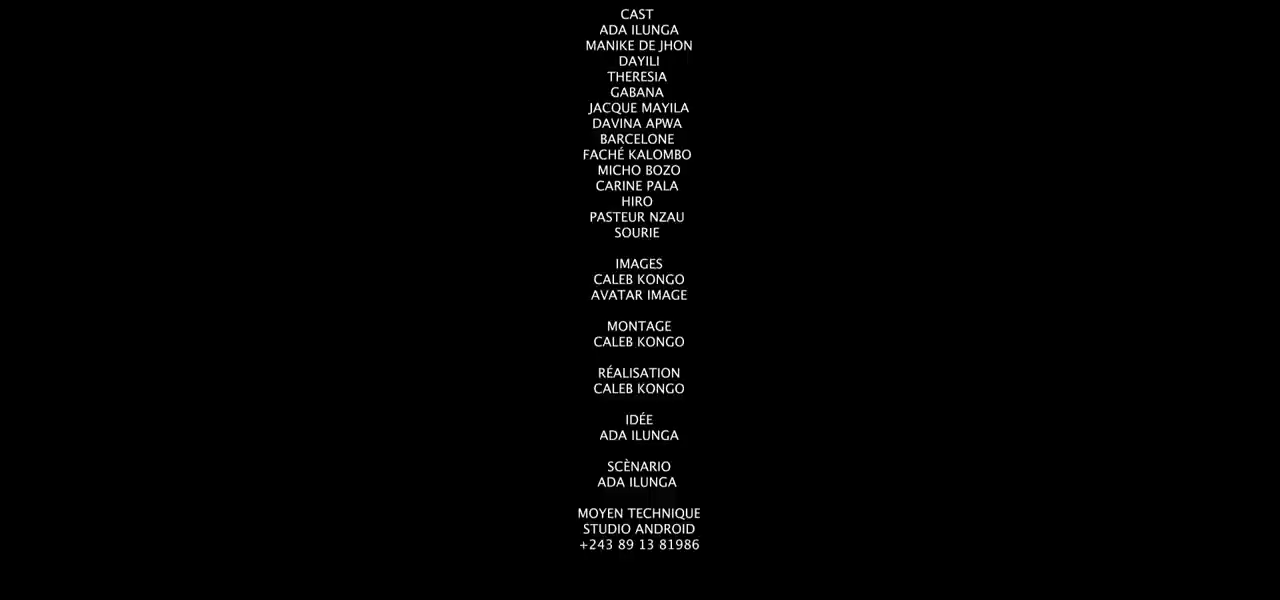 CAST
ADA ILUNGA
MANIKE DE JHON
DAYILI
THERESIA
GABANA
JACQUE MAYILA
DAVINA APWA
BARCELONE
FACHÉ KALOMBO
MICHO BOZO
CARINE PALA
HIRO
PASTEUR NZAU
SOURIE
IMAGES
CALEB KONGO
AVATAR IMAGE
MONTAGE
CALEB KONGO
RÉALISATION
CALEB KONGO
IDÉE
ADA ILUNGA
SCÈNARIO
ADA ILUNGA
MOYEN TECHNIQUE
STUDIO ANDROID
+243 89 13 81986